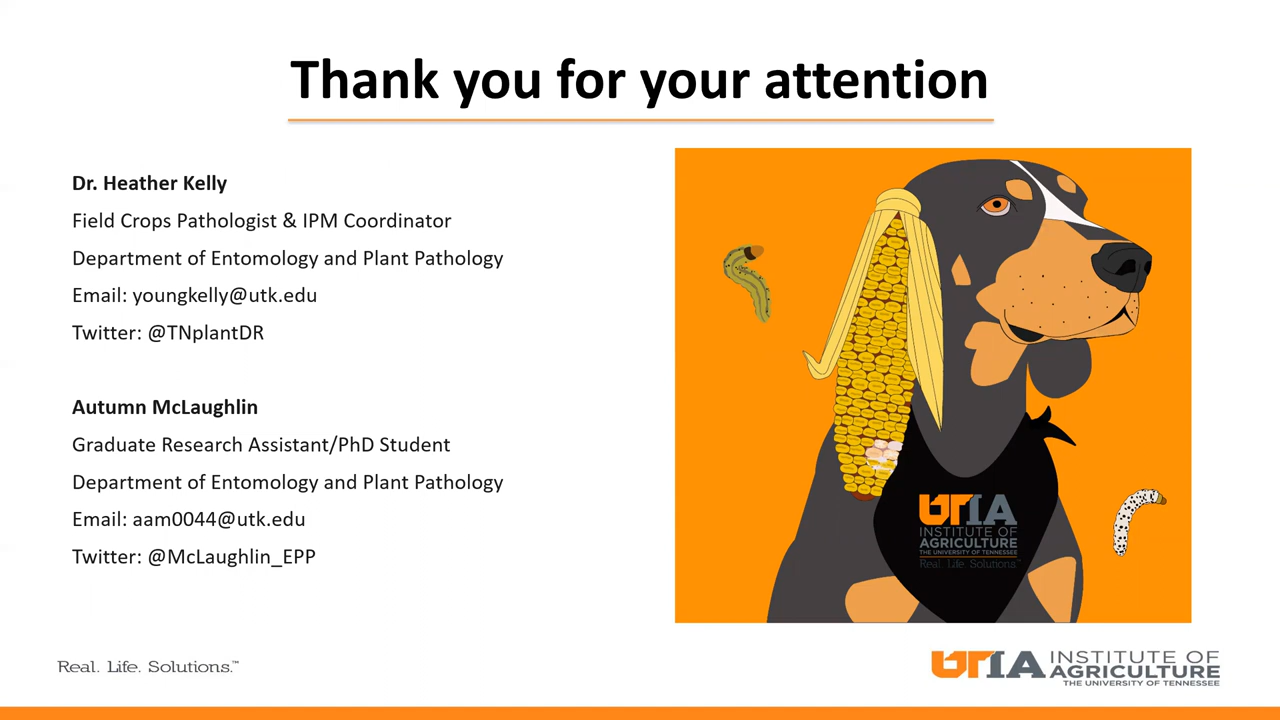 Thank you for your attention
Dr. Heather Kelly
Field Crops Pathologist & IPM Coordinator
Department of Entomology and Plant Pathology
Email: youngkelly@utk.edu
Twitter: @TNplantDR
Autumn McLaughlin
Graduate Research Assistant/PhD Student
Department of Entomology and Plant Pathology
Email: aam0044@utk.edu
Twitter: @McLaughlin_EPP
UTIA
INSTITUTE OF
AGRICULTURE
THE UNIVERSITY OF TENNESSEE
Real. Life. Solutions.™
Real. Life. Solutions.™
UTIA INSTITUTE OF
AGRICULTURE
THE UNIVERSITY OF TENNESSEE